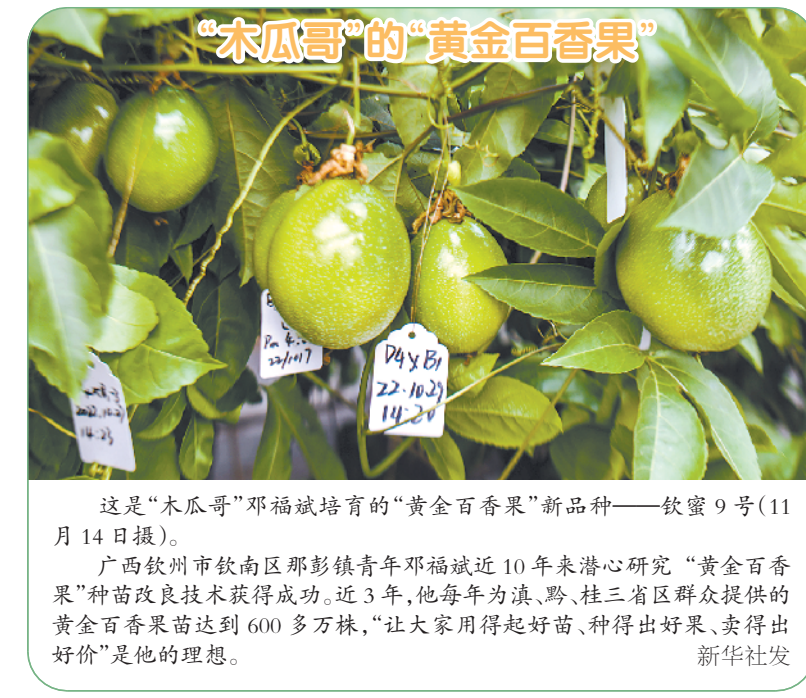 “木瓜哥”的“黄金百香果”
22/1017
D4×B1
22.10.29
14:20
14:23
这是“木瓜哥”邓福斌培育的“黄金百香果”新品种——钦蜜 9 号(11
月 14 日摄)。
广西钦州市钦南区那彭镇青年邓福斌近 10 年来潜心研究“黄金百香
果”种苗改良技术获得成功。近 3 年,他每年为滇、黔、桂三省区群众提供的
黄金百香果苗达到 600 多万株,“让大家用得起好苗、种得出好果、卖得出
好价”是他的理想。
新华社发